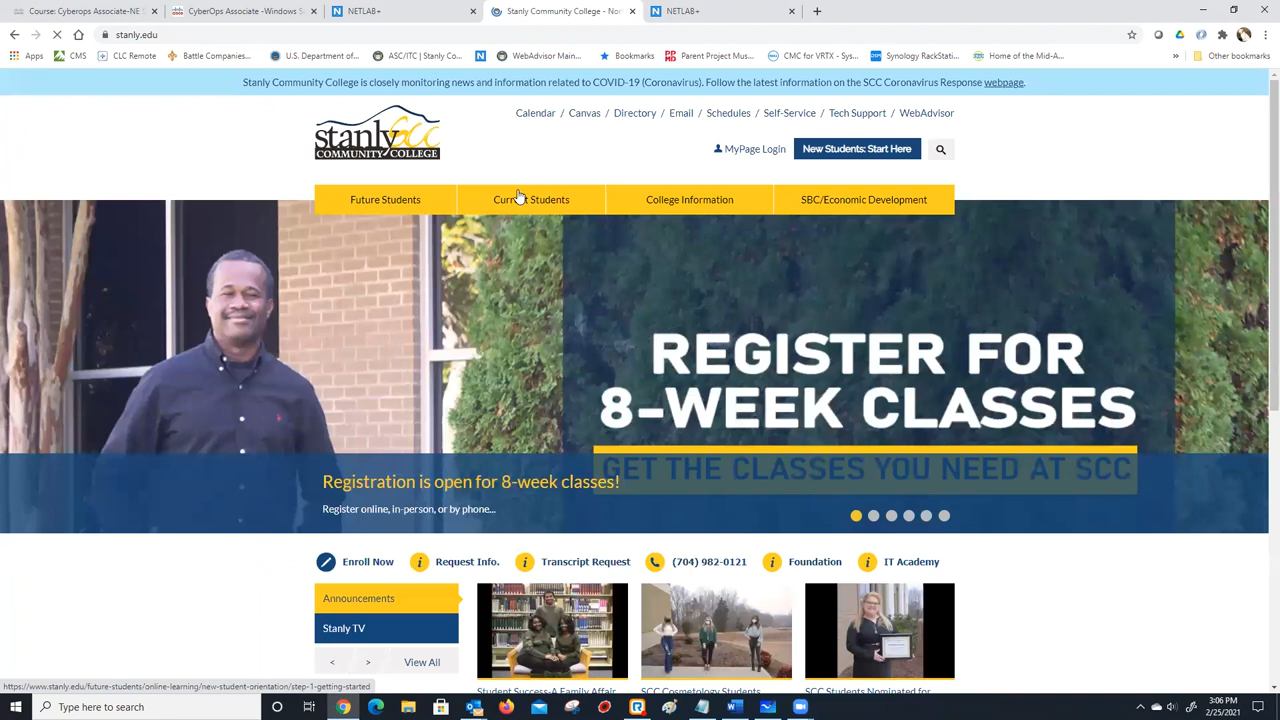 Course: Cyberops Associate-NE S
CyberOps Associate -Windows Sa
NETLAB+
Stanly Community College - Nor
NETLAB+
stanly.edu
Apps
CMS
CLC Remote
Battle Companies...
U.S. Department of...
ASC/ITC | Stanly Co...
WebAdvisor Main...
Bookmarks
Parent Project Mus...
CMC for VRTX - Sys...
Synology RackStati...
Home of the Mid-A...
»
Other bookmarks
Stanly Community College is closely monitoring news and information related to COVID-19 (Coronavirus). Follow the latest information on the SCC Coronavirus Response webpage.
stanly SCC
COMMUNITY COLLEGE
Calendar / Canvas / Directory / Email / Schedules / Self-Service / Tech Support / WebAdvisor
MyPage Login
New Students: Start Here
Future Students
Current Students
College Information
SBC/Economic Development
REGISTER FOR
8-WEEK CLASSES
GET THE CLASSES YOU NEED AT SCC
Registration is open for 8-week classes!
Register online, in-person, or by phone...
Enroll Now
Request Info.
Transcript Request
(704) 982-0121
Foundation
IT Academy
Announcements
Stanly TV
< > View All
Student Success-A Family Affair
SCC Cosmetology Students
SCC Students Nominated for
https://www.stanly.edu/future-students/online-learning/new-student-orientation/step-1-getting-started
Type here to search
3:06 PM
2/25/2021